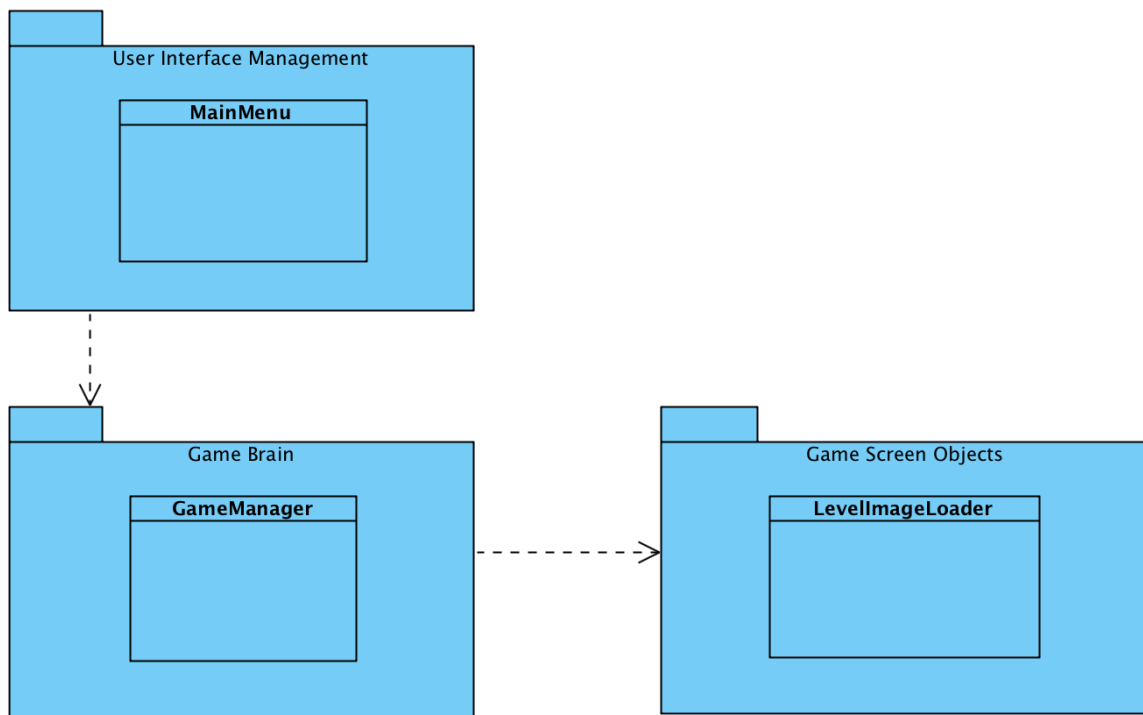 User Interface Management
MainMenu
Game Brain
GameManager
Game Screen Objects
LevelImageLoader